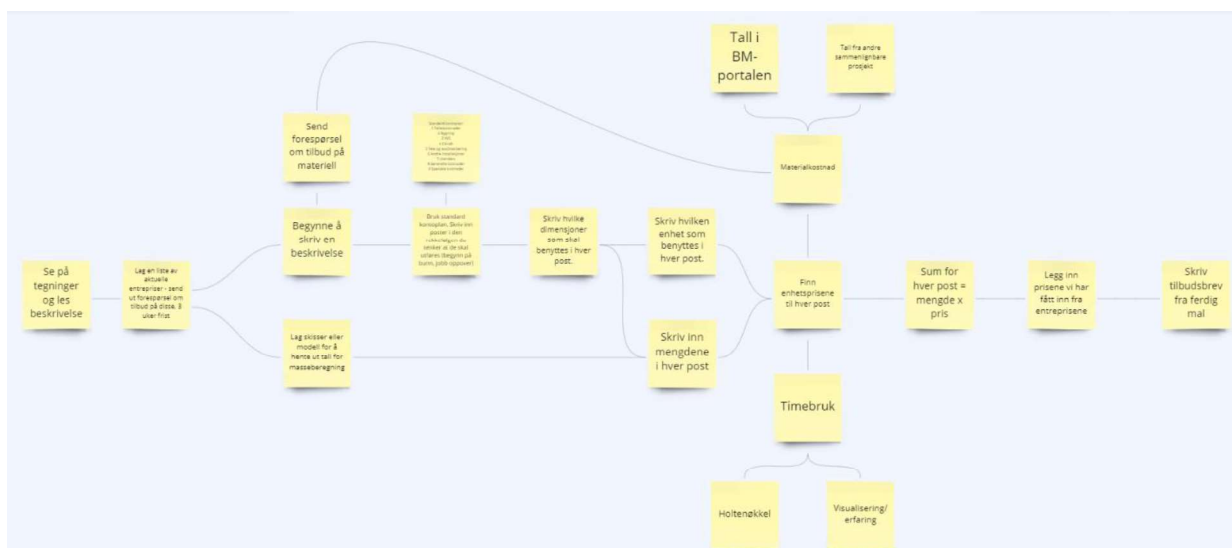 Tall i
BM-
portalen
Tall fra andre
sammenlignbare
prosjekt
Send
forespørsel
om tilbud på
materiell
Materialkostnad
Begynne å
skriv en
beskrivelse
Bruk standard
kontoplan. Skriv inn
poster i den
du
tenker at de skal
utføres (begynn på
bunn, jobb oppover)
Skriv hvilke
dimensjoner
som skal
benyttes i hver
post.
Skriv hvilken
enhet som
benyttes i
hver post.
Se på
tegninger
og les
beskrivelse
Lag en liste av
aktuelle
entrepriser - send
ut forespørsel om
tilbud på disse. 3
uker frist
Finn
enhetsprisene
til hver post
Sum for
hver post =
mengde x
pris
Legg inn
prisene vi har
fått inn fra
entreprisene
Skriv
tilbudsbrev
fra ferdig
mal
Lag skisser eller
modell for å
hente ut tall for
masseberegning
Skriv inn
mengdene
i hver post
Timebruk
Holtenøkkel
Visualisering/
erfaring